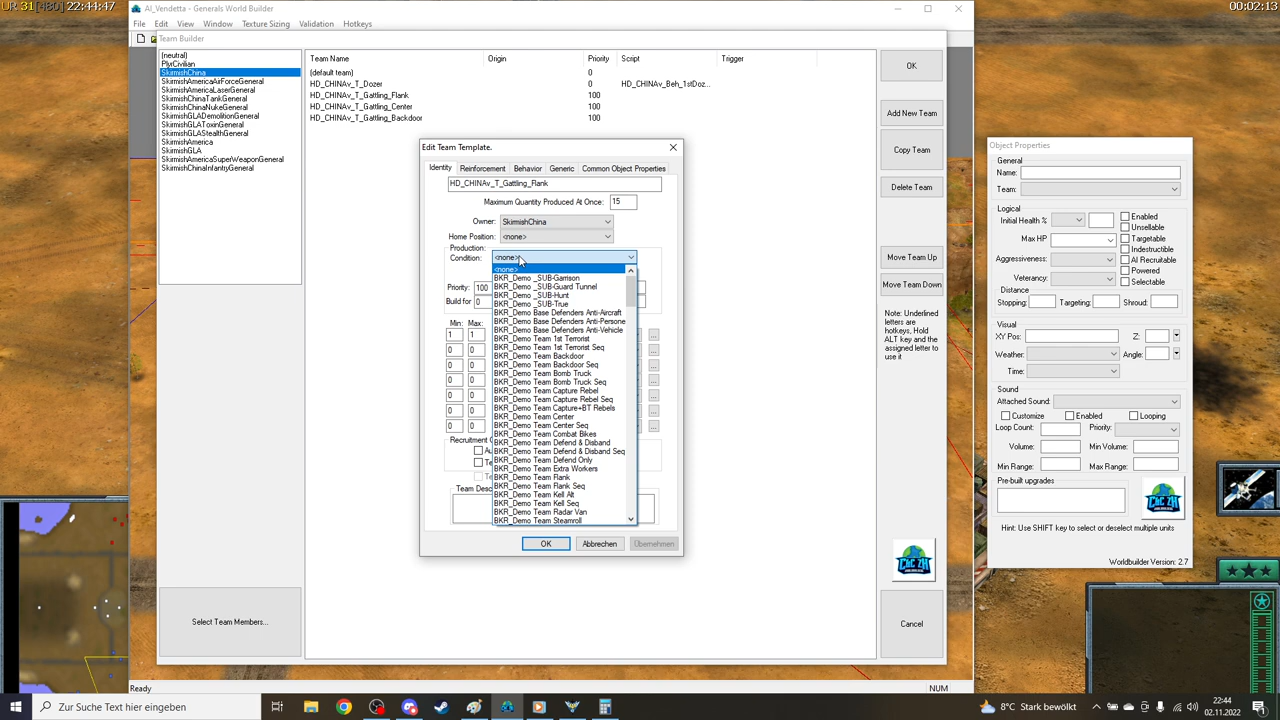 UR 31 [480] ms 22:44:47
AI_Vendetta - Generals World Builder
00:02:13
File Edit View Window Texture Sizing Validation Hotkeys
Team Builder
(neutral)
PlyrCivilian
SkirmishChina
SkirmishAmericaAirForceGeneral
SkirmishAmericaLaserGeneral
SkirmishChinaTankGeneral
SkirmishChinaNukeGeneral
SkirmishGLADemolitionGeneral
SkirmishGLAToxinGeneral
SkirmishGLAStealthGeneral
SkirmishAmerica
SkirmishGLA
SkirmishAmericaSuperWeaponGeneral
SkirmishChinaInfantryGeneral
Select Team Members...
Team Name Origin Priority Script Trigger
(default team) 0
HD_CHINAv_T_Dozer 0 HD_CHINAv_Beh_1stDoz...
HD_CHINAv_T_Gattling_Flank 100
HD_CHINAv_T_Gattling_Center 100
HD_CHINAv_T_Gattling_Backdoor 100
Edit Team Template.
Identity Reinforcement Behavior Generic Common Object Properties
HD_CHINAv_T_Gattling_Flank
Maximum Quantity Produced At Once: 15
Owner: SkirmishChina
Home Position: <none>
Production:
Condition: <none>
Priority: 100
Build for 0
Min: Max:
1 1 ...
0 0 ...
0 0 ...
0 0 ...
0 0 ...
0 0 ...
0 0 ...
Team Des
<none>
BKR_Demo _SUB-Garrison
BKR_Demo _SUB-Guard Tunnel
BKR_Demo _SUB-Hunt
BKR_Demo _SUB-True
BKR_Demo Base Defenders Anti-Aircraft
BKR_Demo Base Defenders Anti-Persone
BKR_Demo Base Defenders Anti-Vehicle
BKR_Demo Team 1st Terrorist
BKR_Demo Team 1st Terrorist Seq
BKR_Demo Team Backdoor
BKR_Demo Team Backdoor Seq
BKR_Demo Team Bomb Truck
BKR_Demo Team Bomb Truck Seq
BKR_Demo Team Capture Rebel
BKR_Demo Team Capture Rebel Seq
BKR_Demo Team Capture+BT Rebels
BKR_Demo Team Center
BKR_Demo Team Center Seq
BKR_Demo Team Combat Bikes
BKR_Demo Team Defend & Disband
BKR_Demo Team Defend & Disband Seq
BKR_Demo Team Defend Only
BKR_Demo Team Extra Workers
BKR_Demo Team Flank
BKR_Demo Team Flank Seq
BKR_Demo Team Kell Alt
BKR_Demo Team Kell Seq
BKR_Demo Team Radar Van
BKR_Demo Team Steamroll
OK Abbrechen Übernehmen
OK
Add New Team
Copy Team
Delete Team
Move Team Up
Move Team Down
Note: Underlined
letters are
hotkeys, Hold
ALT key and the
assigned letter to
use it
Cancel
Object Properties
General
Name:
Team:
Logical
Initial Health % Enabled
Unsellable
Max HP Targetable
Indestructible
Aggressiveness: AI Recruitable
Powered
Veterancy: Selectable
Distance
Stopping: Targeting: Shroud:
Visual
XY Pos: Z:
Weather: Angle:
Time:
Sound
Attached Sound:
Customize Enabled Looping
Loop Count: Priority:
Volume: Min Volume:
Min Range: Max Range:
Pre-built upgrades
Hint: Use SHIFT key to select or deselect multiple units
Worldbuilder Version: 2.7
Ready NUM
Zur Suche Text hier eingeben
8°C Stark bewölkt
22:44
02.11.2022